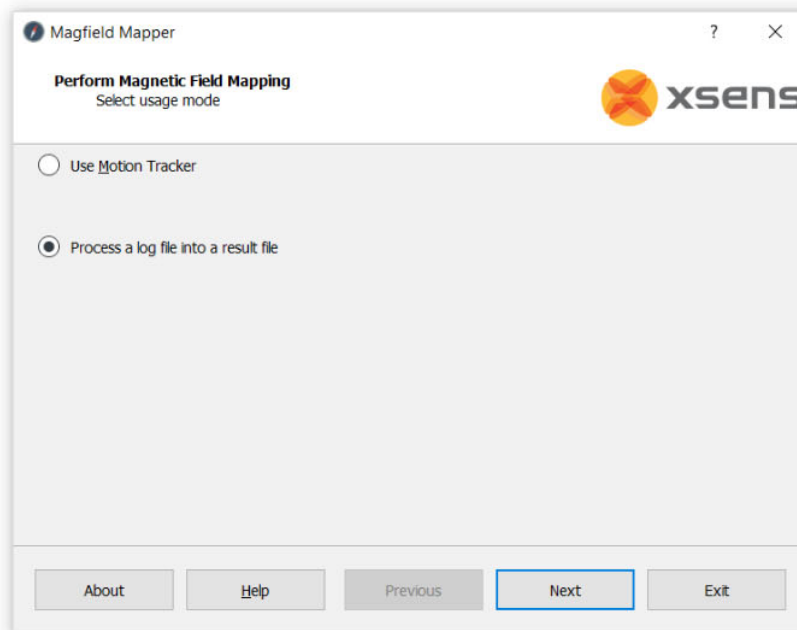 Magfield Mapper
?
Perform Magnetic Field Mapping
Select usage mode
xsens
Use Motion Tracker
Process a log file into a result file
About Help Previous Next Exit